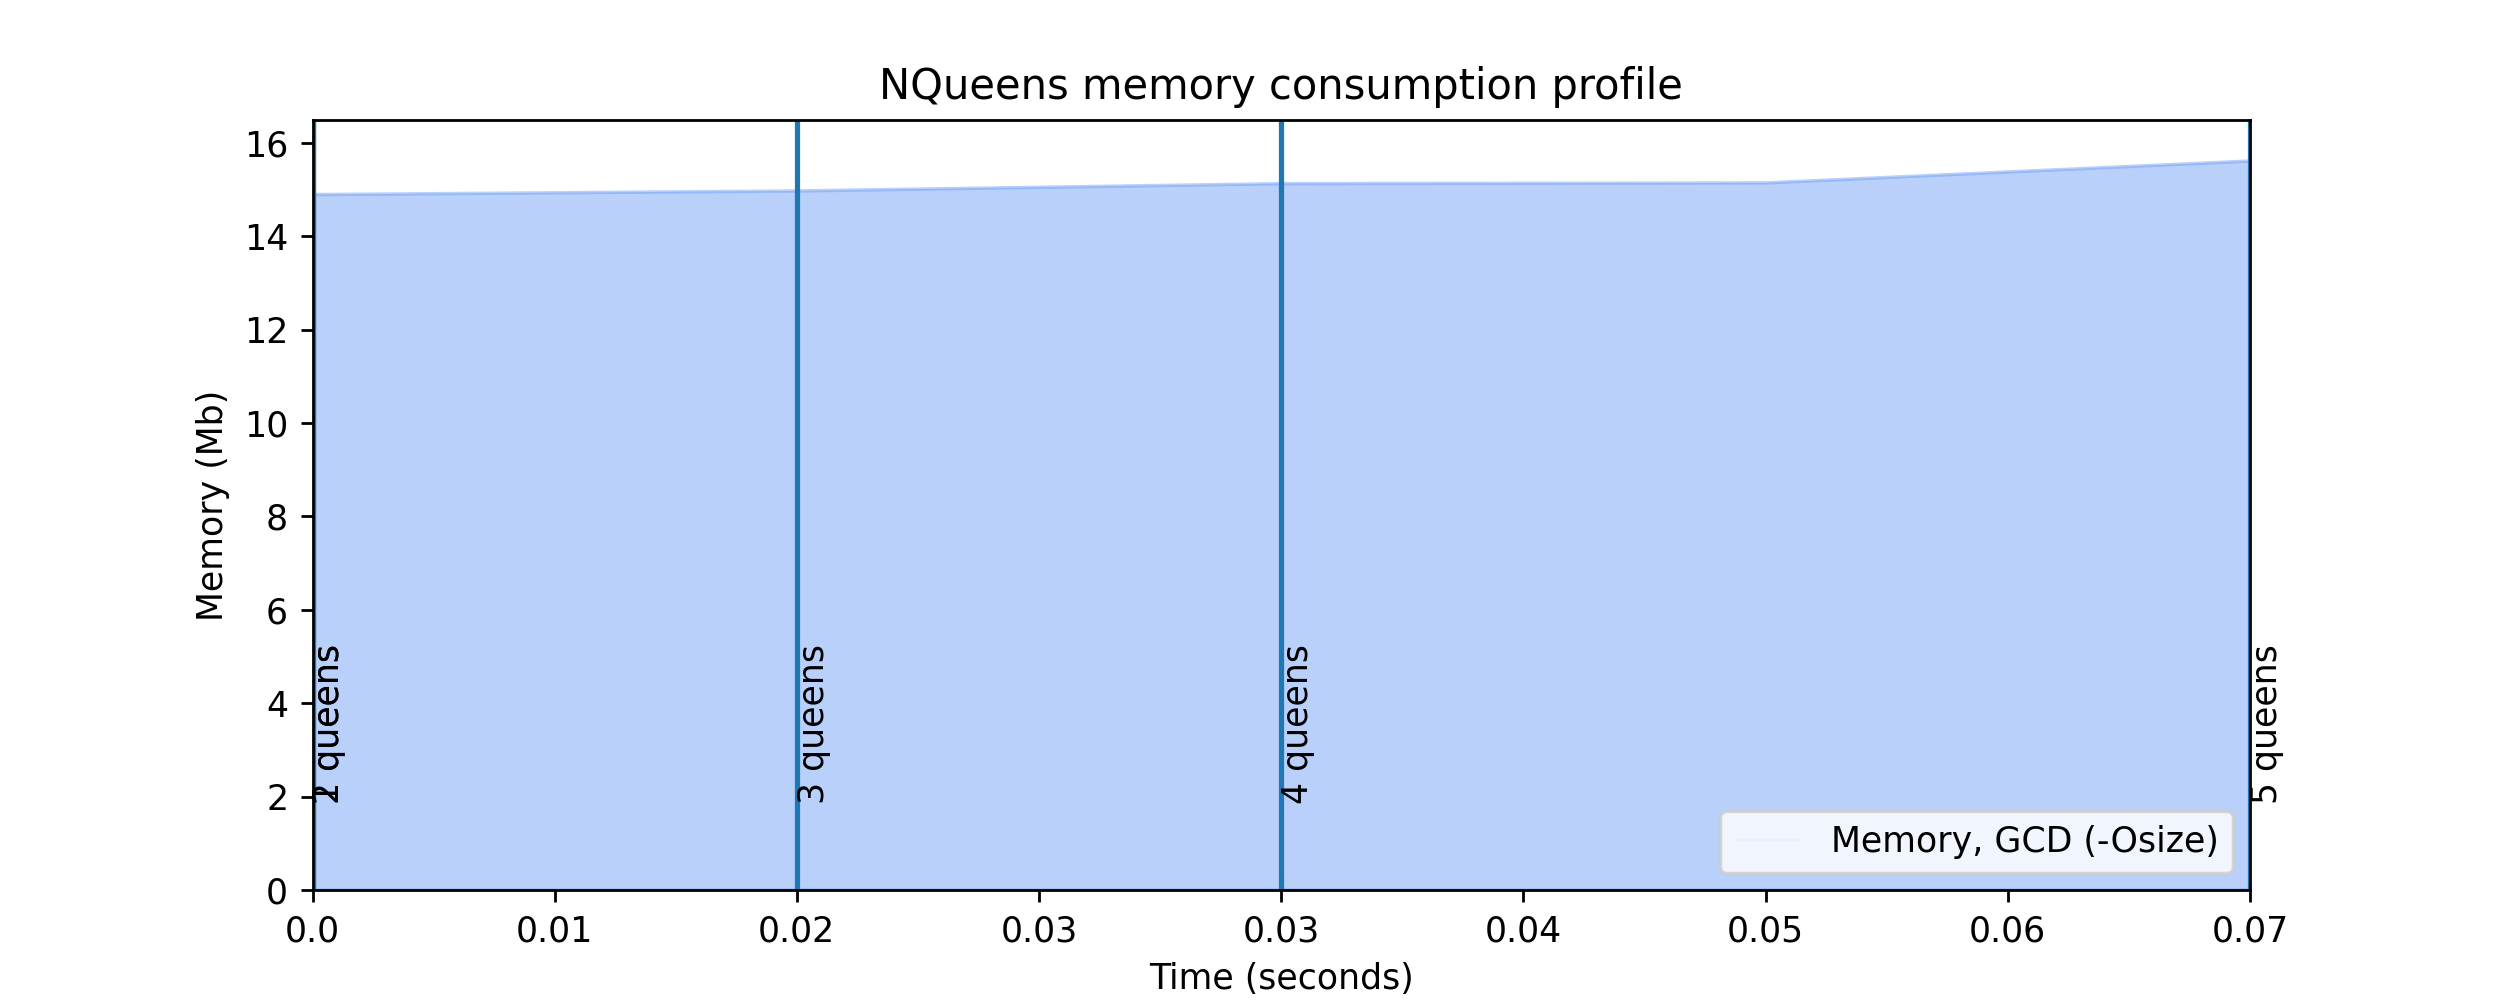 NQueens memory consumption profile
16
14
12
10
8
6
4
2
0
Memory (Mb)
2 queens
3 queens
4 queens
5 queens
Memory, GCD (-Osize)
0.0 0.01 0.02 0.03 0.03 0.04 0.05 0.06 0.07
Time (seconds)